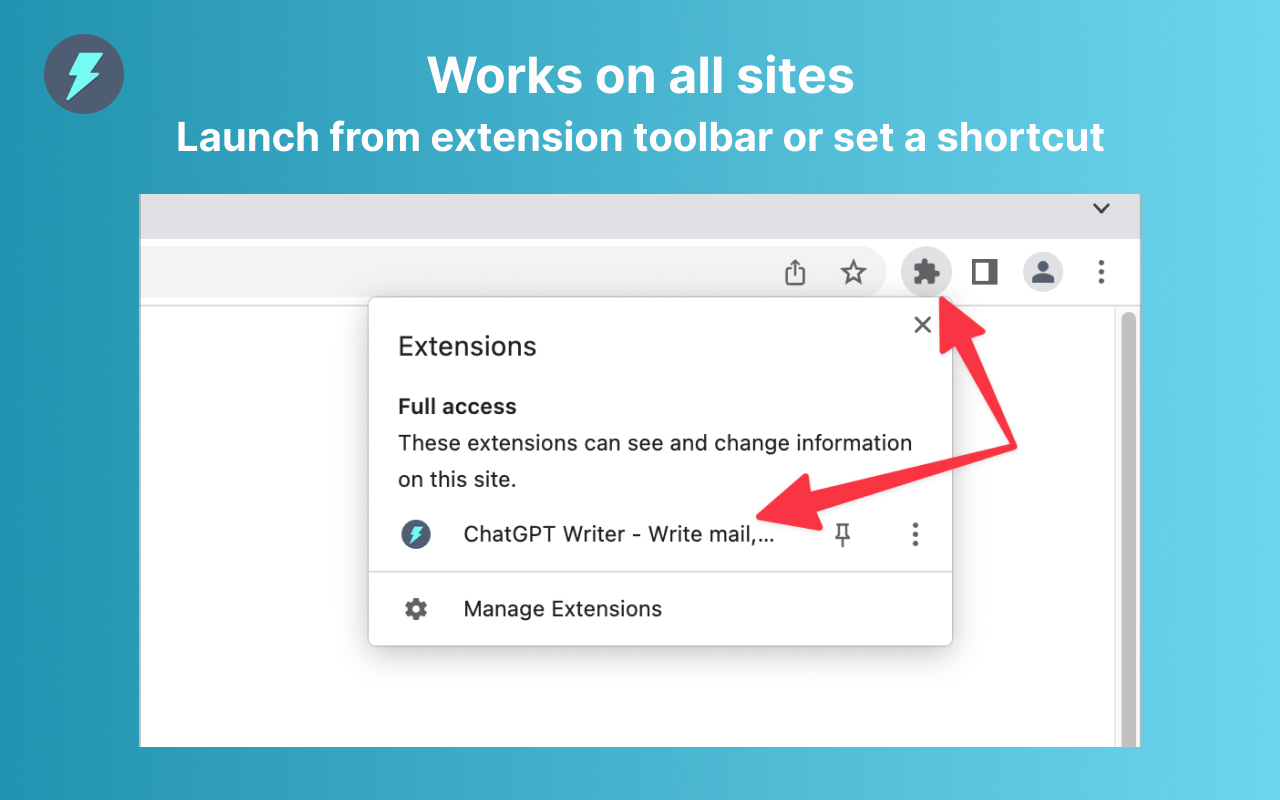 Works on all sites
Launch from extension toolbar or set a shortcut
Extensions
Full access
These extensions can see and change information
on this site.
ChatGPT Writer - Write mail,...
Manage Extensions